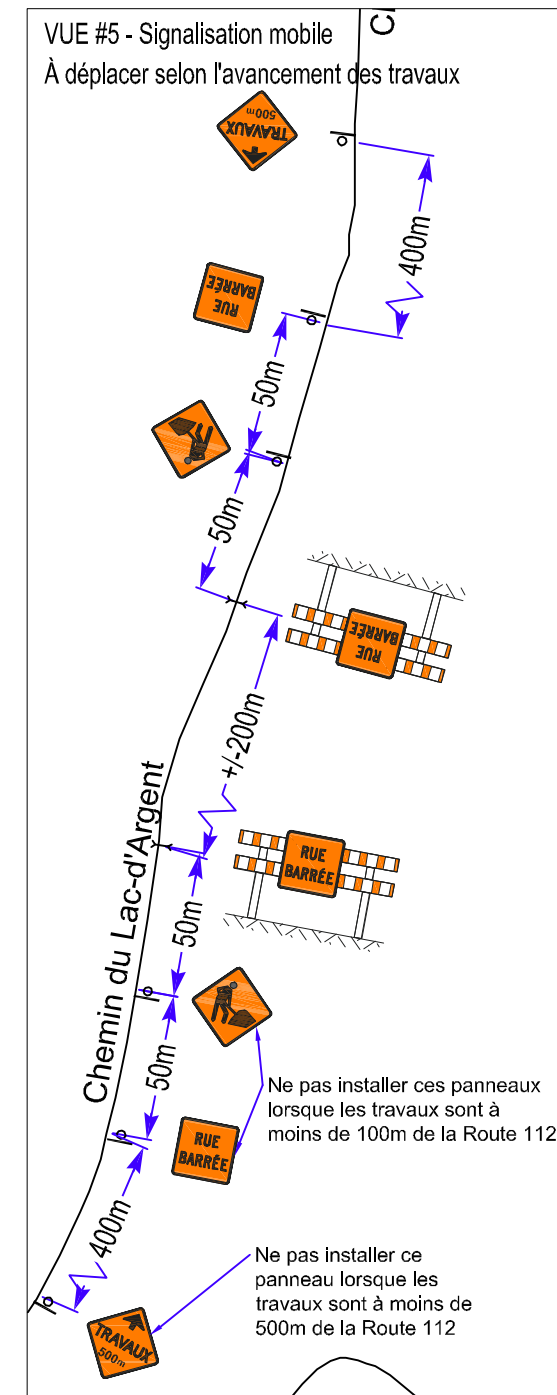 VUE #5 - Signalisation mobile
À déplacer selon l'avancement des travaux
TRAVAUX
500m
400m
RUE
BARRÉE
50m
50m
RUE
BARRÉE
+/-200m
Chemin du Lac-d'Argent
RUE
BARRÉE
50m
50m
Ne pas installer ces panneaux
lorsque les travaux sont à
moins de 100m de la Route 112
RUE
BARRÉE
400m
Ne pas installer ce
panneau lorsque les
travaux sont à moins de
500m de la Route 112
TRAVAUX
500m